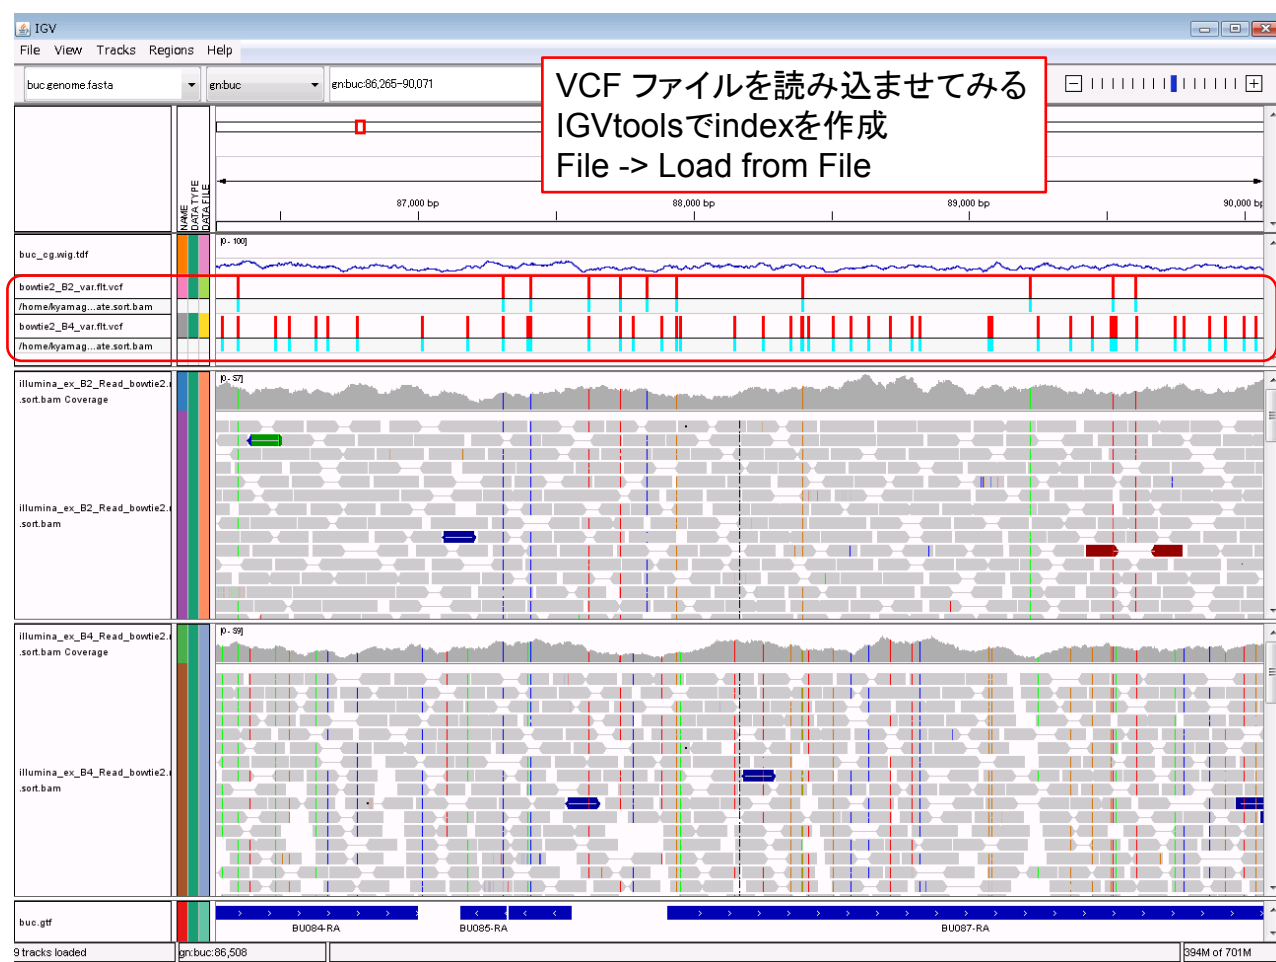 IGV
File View Tracks Regions Help
buc.genome.fasta
gn:buc
gn:buc:86,265-90,071
VCF ファイルを読み込ませてみる
IGVtoolsでindexを作成
File -> Load from File
NAME
DATA TYPE
DATA FILE
87,000 bp
88,000 bp
89,000 bp
90,000 bp
buc_cg.wig.tdf
[0 - 100]
bowtie2_B2_var.flt.vcf
/home/kyamag...ate.sort.bam
bowtie2_B4_var.flt.vcf
/home/kyamag...ate.sort.bam
illumina_ex_B2_Read_bowtie2.
.sort.bam Coverage
[0 - 57]
illumina_ex_B2_Read_bowtie2.
.sort.bam
illumina_ex_B4_Read_bowtie2.
.sort.bam Coverage
[0 - 59]
illumina_ex_B4_Read_bowtie2.
.sort.bam
buc.gtf
BU084-RA
BU085-RA
BU087-RA
9 tracks loaded
gn:buc:86,508
394M of 701M